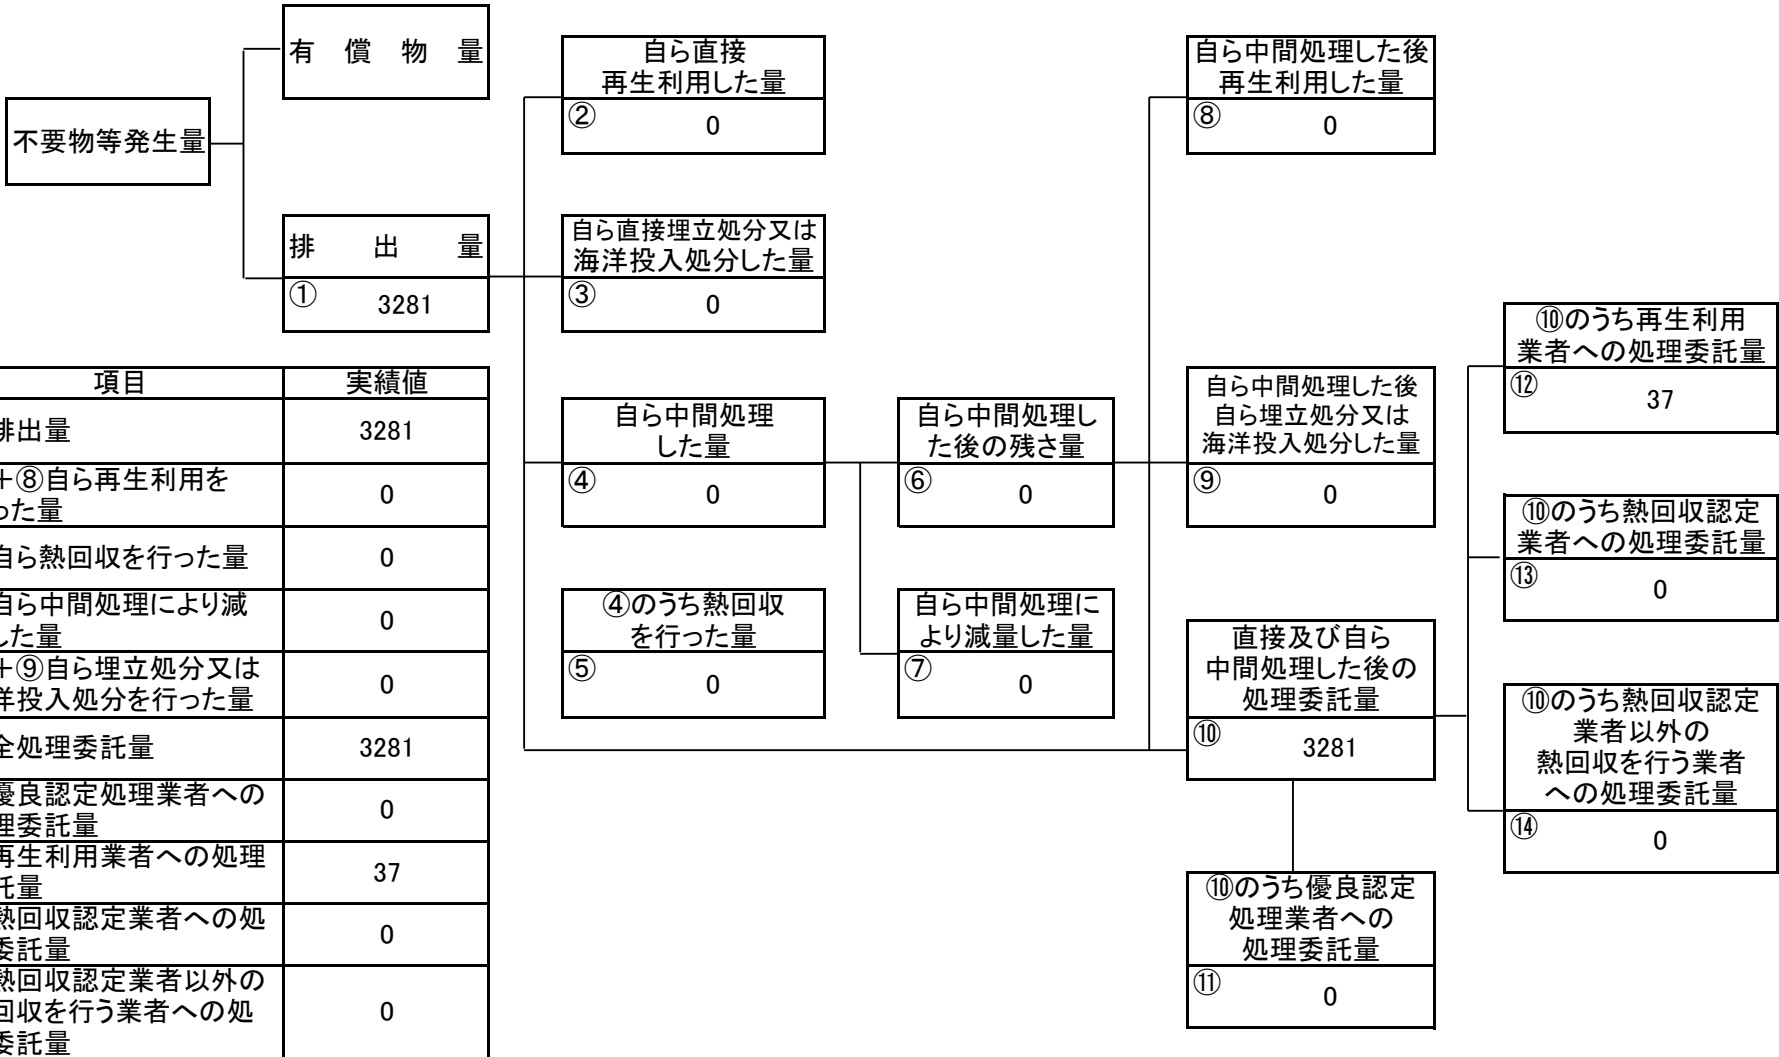 有 償 物 量
不要物等発生量
排 出 量
① 3281
自ら直接
再生利用した量
② 0
自ら直接埋立処分又は
海洋投入処分した量
③ 0
自ら中間処理
した量
④ 0
④のうち熱回収
を行った量
⑤ 0
自ら中間処理し
た後の残さ量
⑥ 0
自ら中間処理に
より減量した量
⑦ 0
自ら中間処理した後
再生利用した量
⑧ 0
自ら中間処理した後
自ら埋立処分又は
海洋投入処分した量
⑨ 0
直接及び自ら
中間処理した後の
処理委託量
⑩ 3281
⑩のうち優良認定
処理業者への
処理委託量
⑪ 0
⑩のうち再生利用
業者への処理委託量
⑫ 37
⑩のうち熱回収認定
業者への処理委託量
⑬ 0
⑩のうち熱回収認定
業者以外の
熱回収を行う業者
への処理委託量
⑭ 0
項目 実績値
排出量 3281
+⑧自ら再生利用を
った量 0
自ら熱回収を行った量 0
自ら中間処理により減
した量 0
+⑨自ら埋立処分又は
洋投入処分を行った量 0
全処理委託量 3281
優良認定処理業者への
理委託量 0
再生利用業者への処理
託量 37
熱回収認定業者への処
委託量 0
熱回収認定業者以外の
回収を行う業者への処
委託量 0